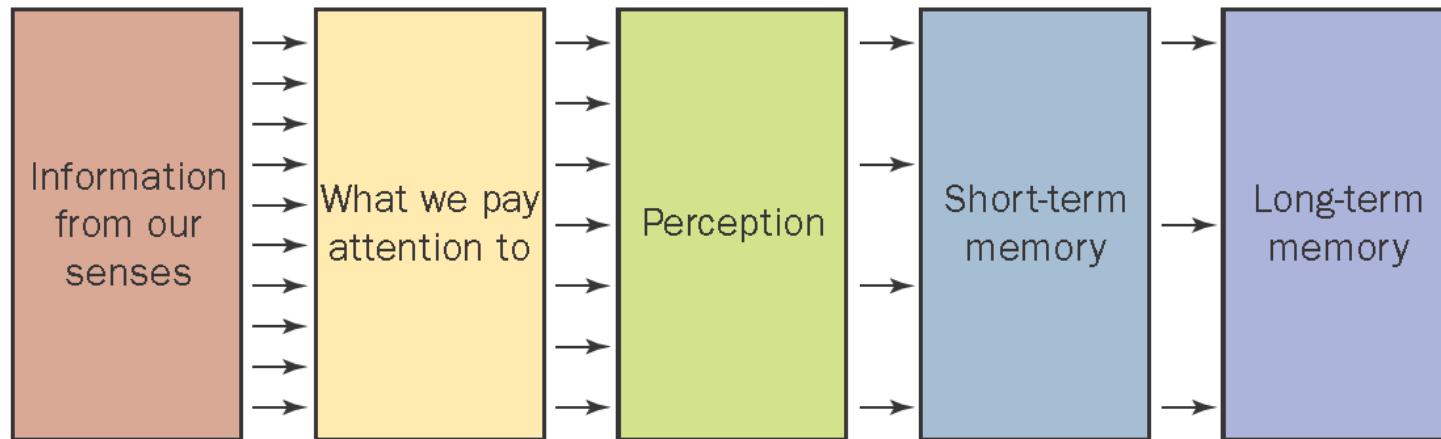 Information
from our
senses
What we pay
attention to
Perception
Short-term
memory
Long-term
memory